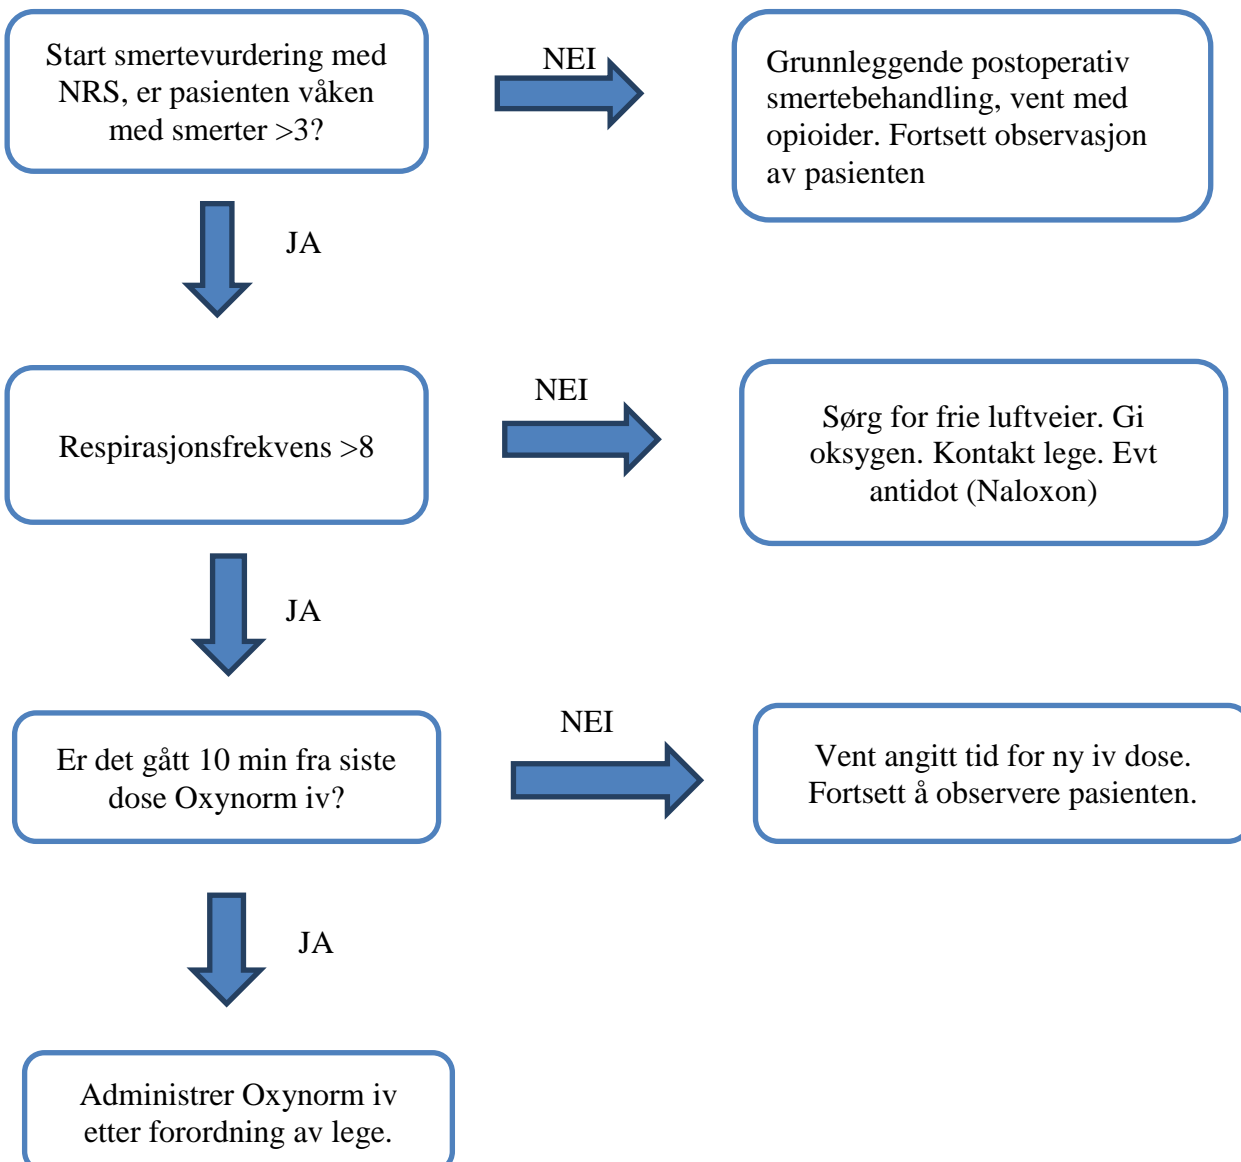 Start smertevurdering med
NRS, er pasienten våken
med smerter >3?
NEI
Grunnleggende postoperativ
smertebehandling, vent med
opioider. Fortsett observasjon
av pasienten
JA
Respirasjonsfrekvens >8
NEI
Sørg for frie luftveier. Gi
oksygen. Kontakt lege. Evt
antidot (Naloxon)
JA
Er det gått 10 min fra siste
dose Oxynorm iv?
NEI
Vent angitt tid for ny iv dose.
Fortsett å observere pasienten.
JA
Administrer Oxynorm iv
etter forordning av lege.